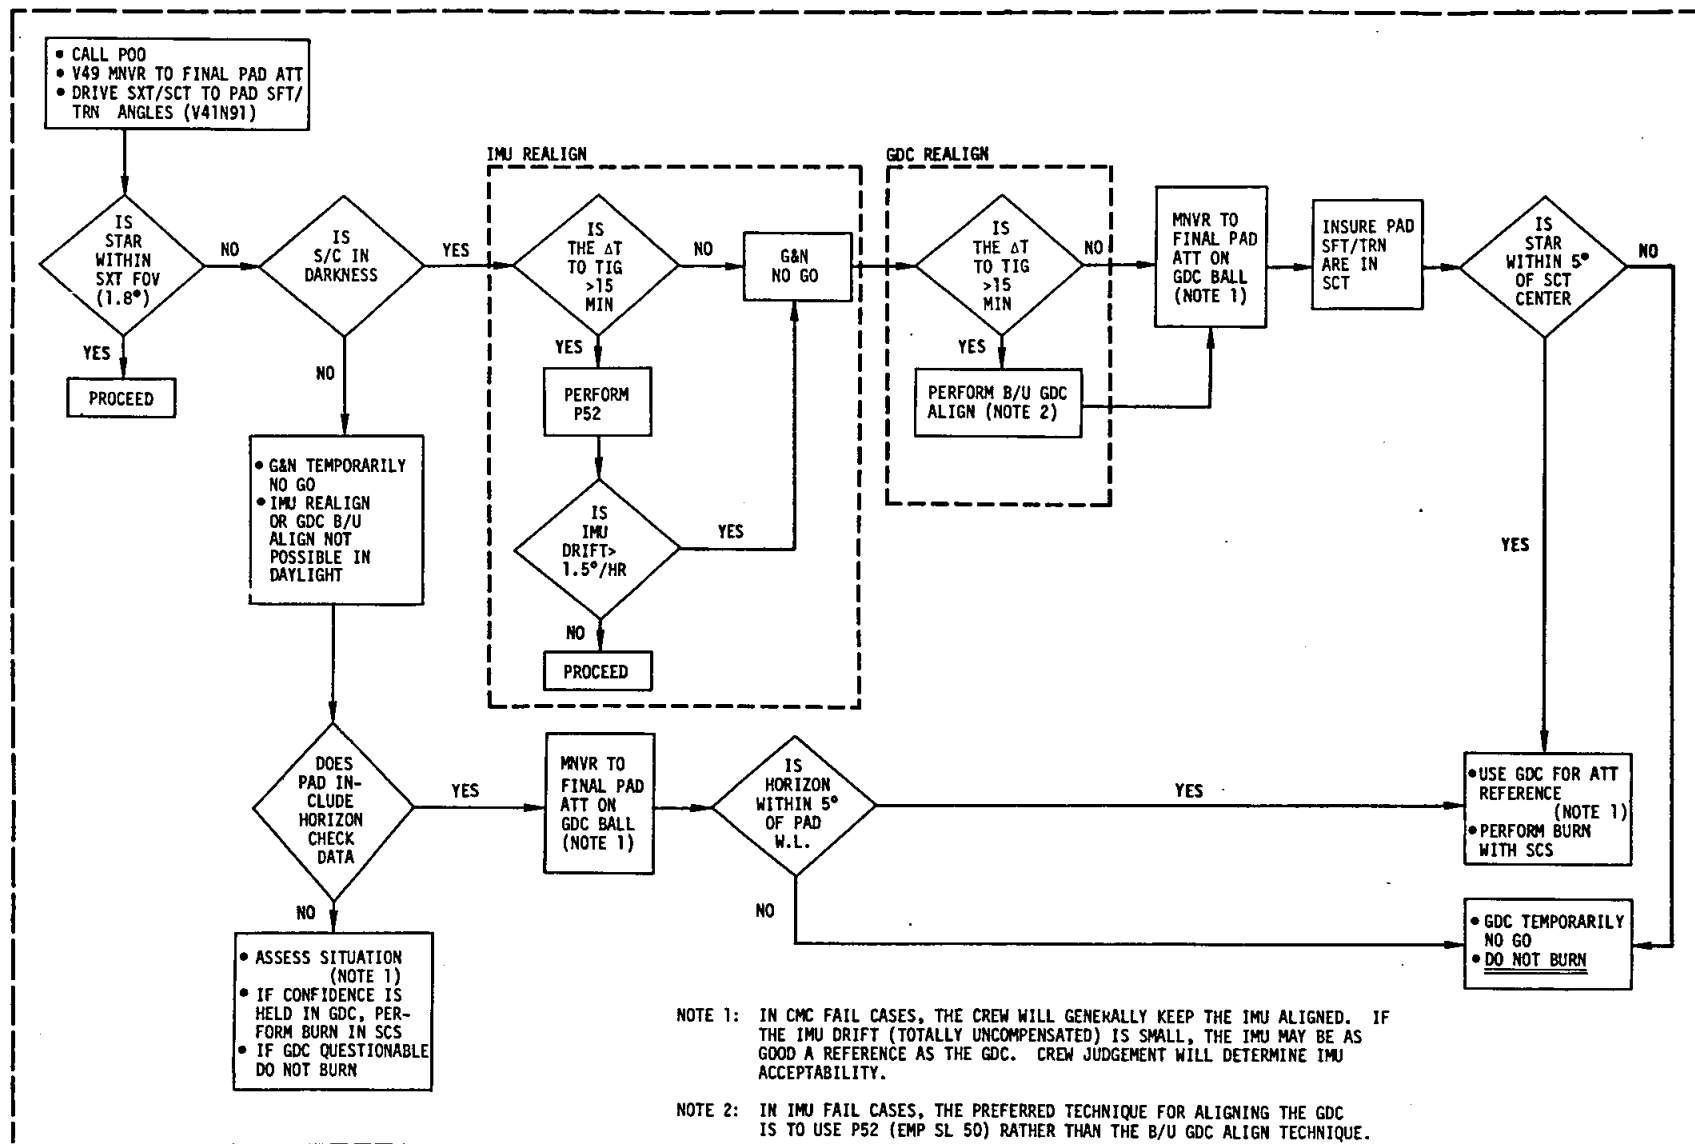 • CALL POO
• V49 MNVR TO FINAL PAD ATT
• DRIVE SXT/SCT TO PAD SFT/
TRN ANGLES (V41N91)
IS
STAR
WITHIN
SXT FOV
(1.8°)
NO
YES
PROCEED
IS
S/C IN
DARKNESS
YES
NO
• G&N TEMPORARILY
NO GO
• IMU REALIGN
OR GDC B/U
ALIGN NOT
POSSIBLE IN
DAYLIGHT
IMU REALIGN
IS
THE ΔT
TO TIG
>15
MIN
NO
YES
G&N
NO GO
PERFORM
P52
IS
IMU
DRIFT>
1.5°/HR
YES
NO
PROCEED
GDC REALIGN
IS
THE ΔT
TO TIG
>15
MIN
NO
YES
PERFORM B/U GDC
ALIGN (NOTE 2)
MNVR TO
FINAL PAD
ATT ON
GDC BALL
(NOTE 1)
INSURE PAD
SFT/TRN
ARE IN
SCT
IS
STAR
WITHIN 5°
OF SCT
CENTER
NO
YES
DOES
PAD IN-
CLUDE
HORIZON
CHECK
DATA
YES
NO
• ASSESS SITUATION
(NOTE 1)
• IF CONFIDENCE IS
HELD IN GDC, PER-
FORM BURN IN SCS
• IF GDC QUESTIONABLE
DO NOT BURN
MNVR TO
FINAL PAD
ATT ON
GDC BALL
(NOTE 1)
IS
HORIZON
WITHIN 5°
OF PAD
W.L.
YES
NO
• USE GDC FOR ATT
REFERENCE
(NOTE 1)
• PERFORM BURN
WITH SCS
• GDC TEMPORARILY
NO GO
• DO NOT BURN
NOTE 1: IN CMC FAIL CASES, THE CREW WILL GENERALLY KEEP THE IMU ALIGNED. IF
THE IMU DRIFT (TOTALLY UNCOMPENSATED) IS SMALL, THE IMU MAY BE AS
GOOD A REFERENCE AS THE GDC. CREW JUDGEMENT WILL DETERMINE IMU
ACCEPTABILITY.
NOTE 2: IN IMU FAIL CASES, THE PREFERRED TECHNIQUE FOR ALIGNING THE GDC
IS TO USE P52 (EMP SL 50) RATHER THAN THE B/U GDC ALIGN TECHNIQUE.